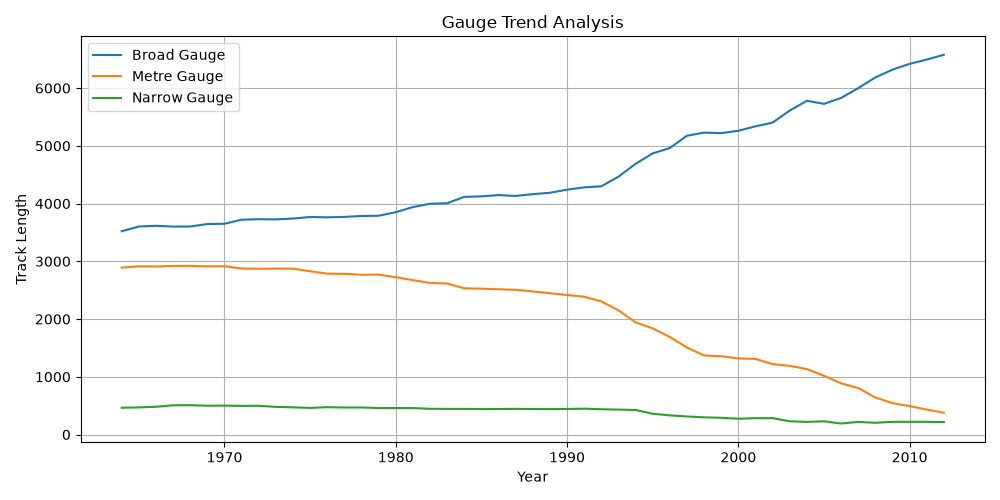 Gauge Trend Analysis
Broad Gauge
Metre Gauge
Narrow Gauge
Track Length
6000
5000
4000
3000
2000
1000
0
1970 1980 1990 2000 2010
Year